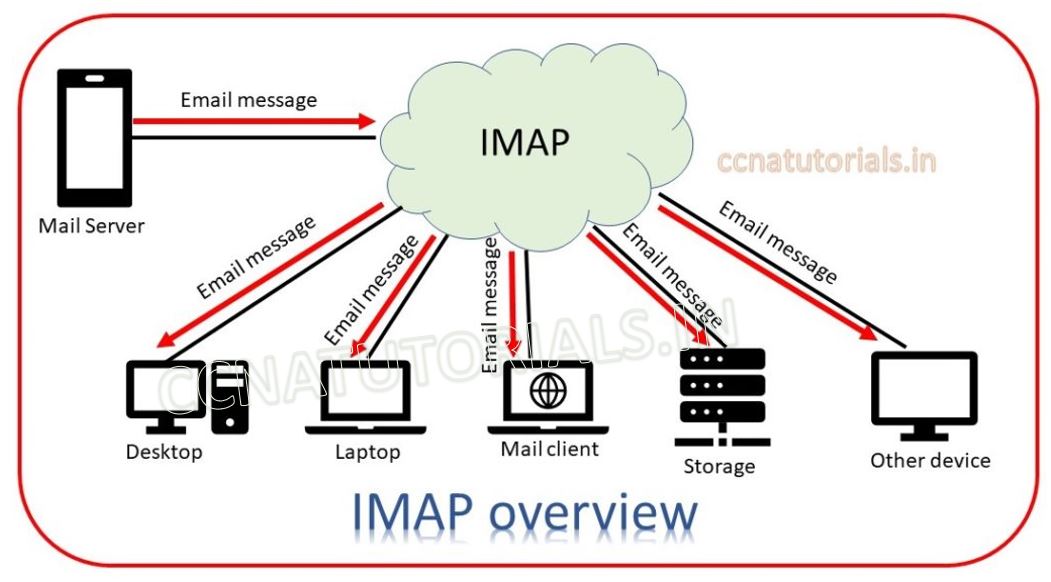 Email message
IMAP
ccnatutorials.in
Mail Server
Email message
Email message
Email message
Email message
Email message
CCNATUTORIALS.IN
Desktop
Laptop
Mail client
Storage
Other device
IMAP overview